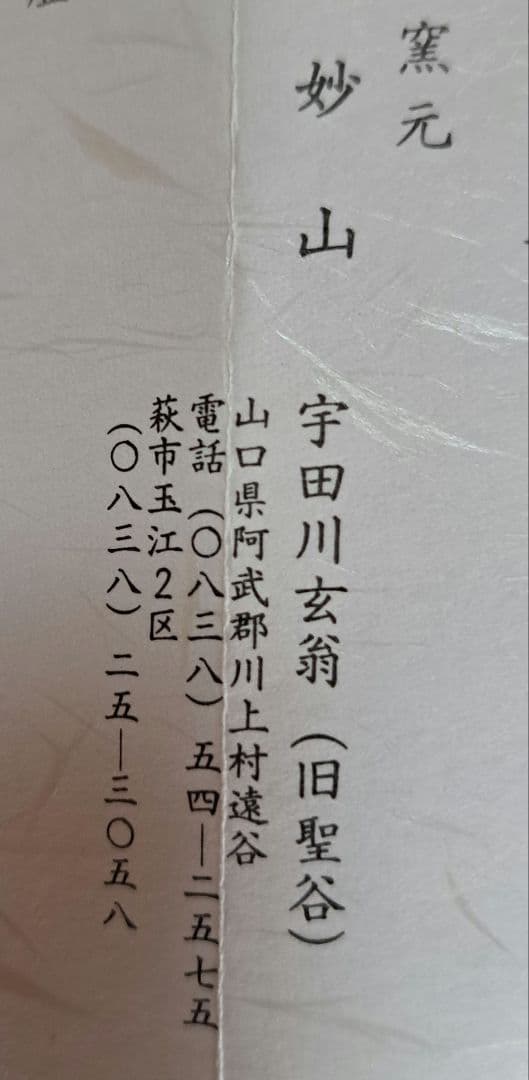 窯元
妙山 宇田川玄翁（旧聖谷）
山口県阿武郡川上村遠谷
電話（〇八三八）五四―二五七五
萩市玉江2区
（〇八三八）二五―三〇五八